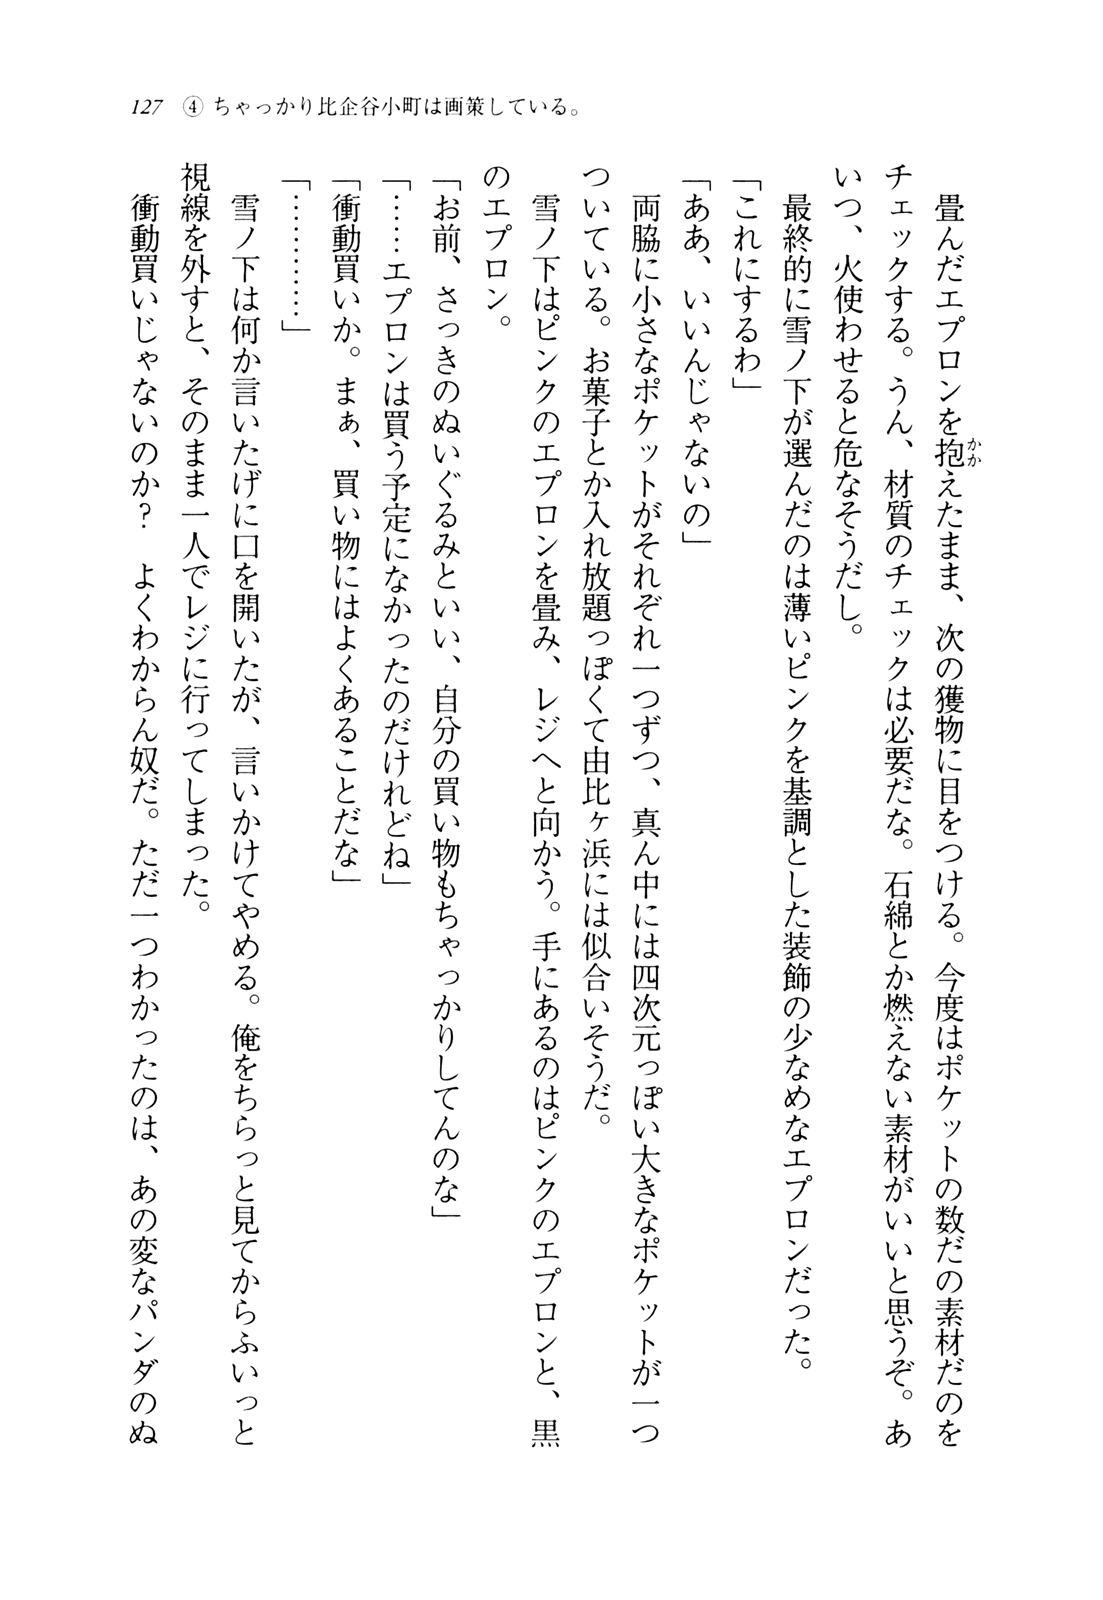 127 ④ ちゃっかり比企谷小町は画策している。
　畳んだエプロンを抱えたまま、次の獲物に目をつける。今度はポケットの数だの素材だのを
かか
チェックする。うん、材質のチェックは必要だな。石綿とか燃えない素材がいいと思うぞ。あ
いつ、火使わせると危なそうだし。
　最終的に雪ノ下が選んだのは薄いピンクを基調とした装飾の少なめなエプロンだった。
「これにするわ」
「ああ、いいんじゃないの」
　両脇に小さなポケットがそれぞれ一つずつ、真ん中には四次元っぽい大きなポケットが一つ
ついている。お菓子とか入れ放題っぽくて由比ヶ浜には似合いそうだ。
　雪ノ下はピンクのエプロンを畳み、レジへと向かう。手にあるのはピンクのエプロンと、黒
のエプロン。
「お前、さっきのぬいぐるみといい、自分の買い物もちゃっかりしてんのな」
「……エプロンは買う予定になかったのだけれどね」
「衝動買いか。まぁ、買い物にはよくあることだな」
「…………」
　雪ノ下は何か言いたげに口を開いたが、言いかけてやめる。俺をちらっと見てからふいっと
視線を外すと、そのまま一人でレジに行ってしまった。
　衝動買いじゃないのか？　よくわからん奴だ。ただ一つわかったのは、あの変なパンダのぬ